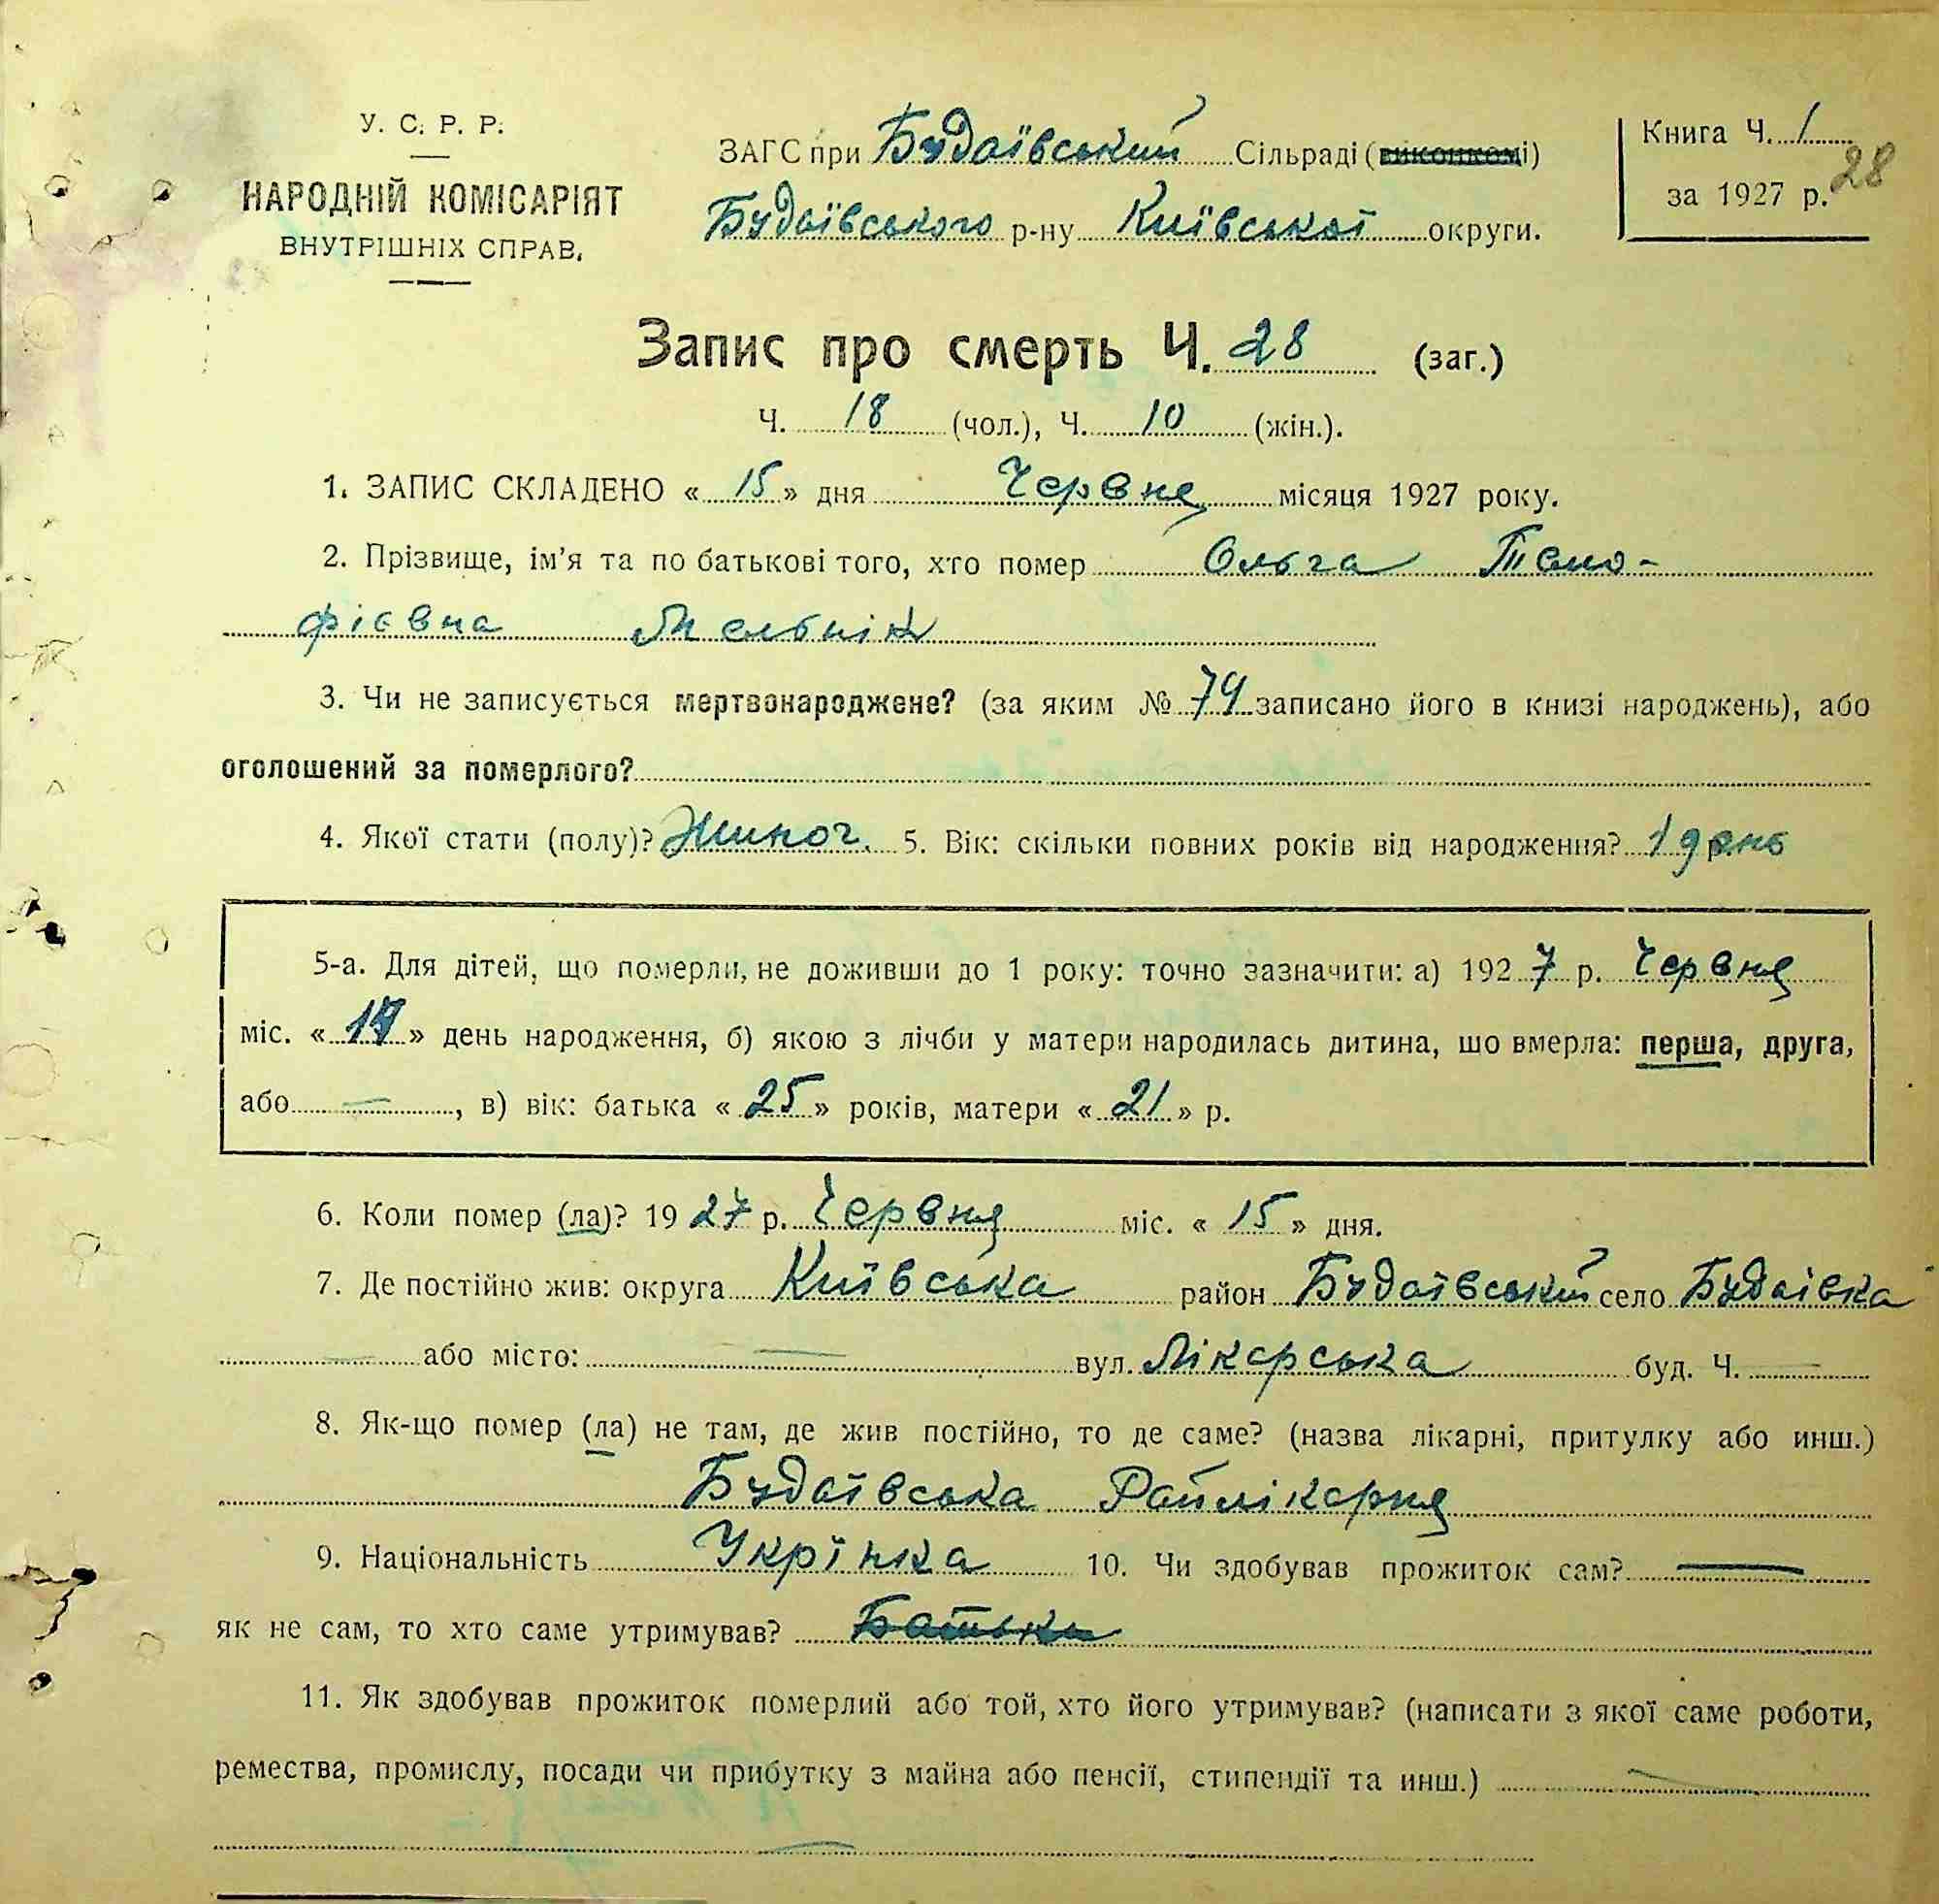 У. С. Р. Р.
НАРОДНІЙ КОМІСАРІЯТ
ВНУТРІШНІХ СПРАВ.
ЗАГС при Будаївський Сільраді (виконкомі)
Будаївського р-ну Київської округи.
Книга Ч. 1
за 1927 р.
28
Запис про смерть Ч. 28 (заг.)
Ч. 18 (чол.), Ч. 10 (жін.).
1. ЗАПИС СКЛАДЕНО « 15 » дня Червня місяця 1927 року.
2. Прізвище, ім'я та по батькові того, хто помер Ольга Тимо-
фієвна Мельнік
3. Чи не записується мертвонароджене? (за яким № 79 записано його в книзі народжень), або
оголошений за померлого?
4. Якої стати (полу)? Жиноч. 5. Вік: скільки повних років від народження? 1 день
5-а. Для дітей, що померли, не доживши до 1 року: точно зазначити: а) 1927 р. Червня
міс. « 14 » день народження, б) якою з лічби у матери народилась дитина, що вмерла: перша, друга,
або —, в) вік: батька « 25 » років, матери « 21 » р.
6. Коли помер (ла)? 1927 р. Червня міс. « 15 » дня.
7. Де постійно жив: округа Київська район Будаївський село Будаівка
— або місто: — вул. Лікарська буд. Ч. —
8. Як-що помер (ла) не там, де жив постійно, то де саме? (назва лікарні, притулку або инш.)
Будаївська Райлікарня
9. Національність Укрїнка 10. Чи здобував прожиток сам? —
як не сам, то хто саме утримував? Батьки
11. Як здобував прожиток померлий або той, хто його утримував? (написати з якої саме роботи,
ремества, промислу, посади чи прибутку з майна або пенсії, стипендії та инш.) —
—